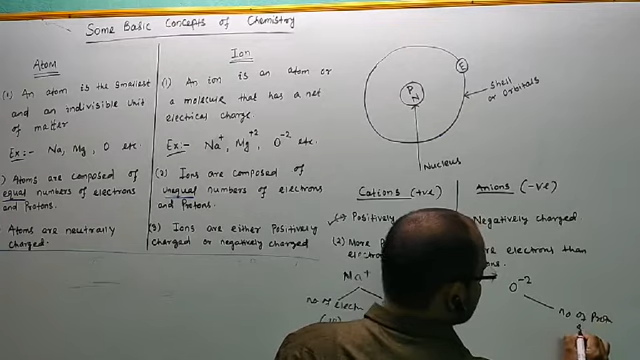 Some Basic Concepts of Chemistry
Atom
(1) An atom is the smallest
and an indivisible unit
of matter
Ex:- Na, Mg, O etc.
) Atoms are composed of
equal numbers of electrons
and Protons.
Atoms are neutrally
charged.
Ion
(1) An ion is an atom or
a molecule that has a net
electrical charge
Ex:- Na⁺, Mg⁺², O⁻² etc.
(2) Ions are composed of
unequal numbers of electrons
and Protons.
(3) Ions are either Positively
charged or negatively charged
P
N
E
Shell
or Orbitals
Nucleus
Cations (+ve)
Positively
(2) More
Na⁺
no of elect
(10)
Anions (-ve)
Negatively charged
electrons than
O⁻²
no of Prot